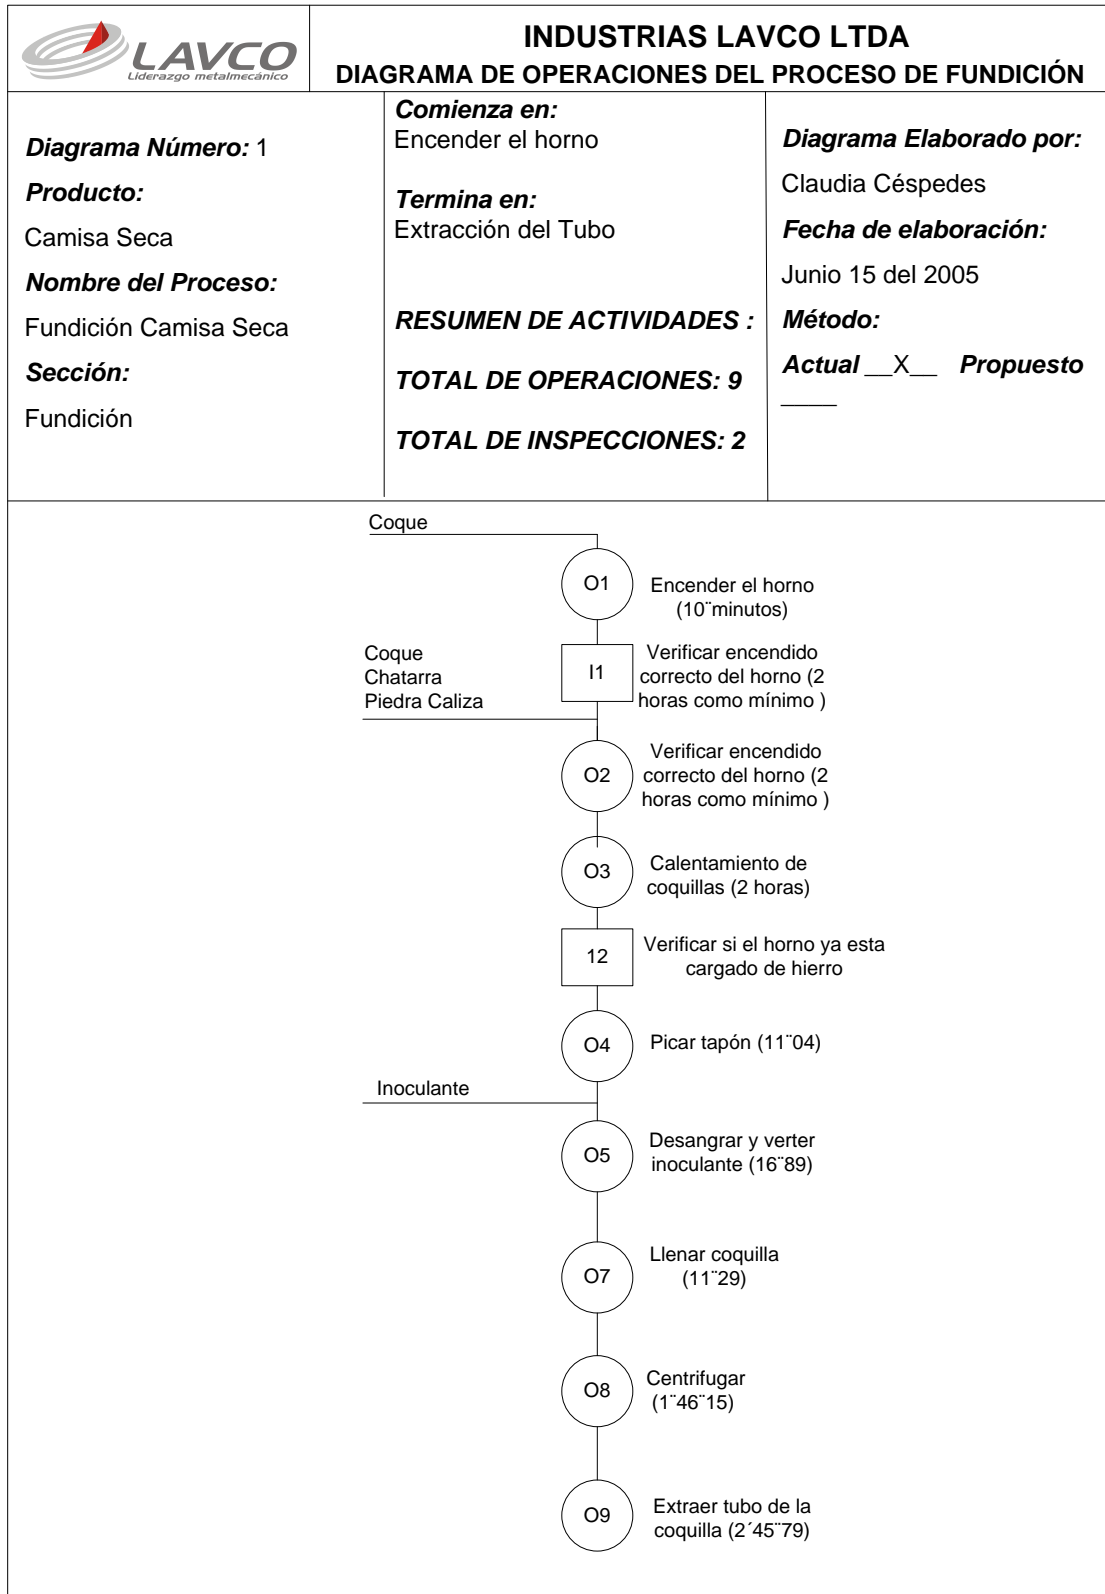 LAVCO
Liderazgo metalmecánico
INDUSTRIAS LAVCO LTDA
DIAGRAMA DE OPERACIONES DEL PROCESO DE FUNDICIÓN
Diagrama Número: 1
Producto:
Camisa Seca
Nombre del Proceso:
Fundición Camisa Seca
Sección:
Fundición
Comienza en:
Encender el horno
Termina en:
Extracción del Tubo
RESUMEN DE ACTIVIDADES :
TOTAL DE OPERACIONES: 9
TOTAL DE INSPECCIONES: 2
Diagrama Elaborado por:
Claudia Céspedes
Fecha de elaboración:
Junio 15 del 2005
Método:
Actual __X__ Propuesto
_____
Coque
O1
Encender el horno
(10¨minutos)
Coque
Chatarra
Piedra Caliza
I1
Verificar encendido
correcto del horno (2
horas como mínimo )
O2
Verificar encendido
correcto del horno (2
horas como mínimo )
O3
Calentamiento de
coquillas (2 horas)
12
Verificar si el horno ya esta
cargado de hierro
O4
Picar tapón (11¨04)
Inoculante
O5
Desangrar y verter
inoculante (16¨89)
O7
Llenar coquilla
(11¨29)
O8
Centrifugar
(1¨46¨15)
O9
Extraer tubo de la
coquilla (2´45¨79)